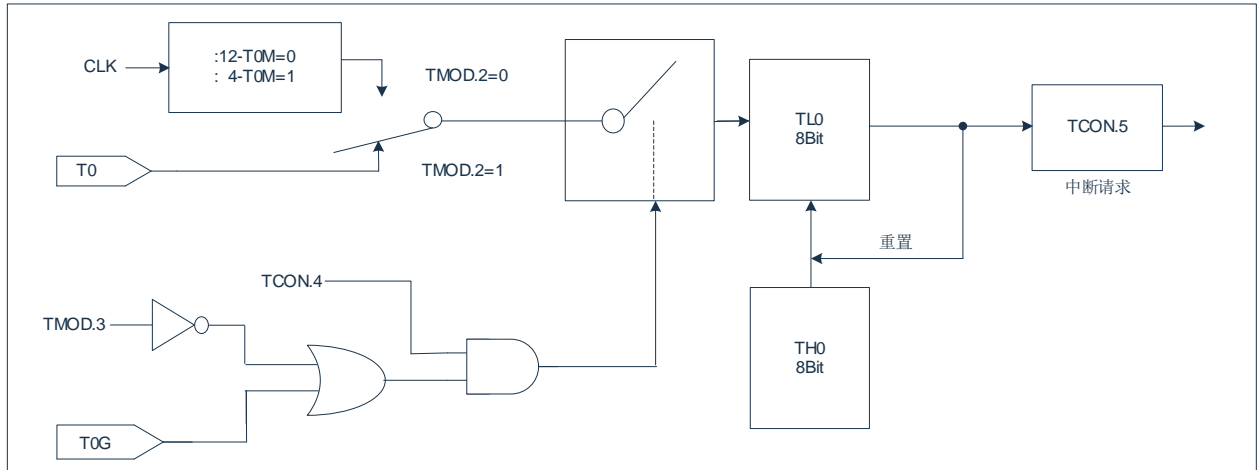 :12-T0M=0
: 4-T0M=1
CLK
TMOD.2=0
TMOD.2=1
T0
TL0
8Bit
TCON.5
中断请求
重置
TCON.4
TMOD.3
TH0
8Bit
T0G